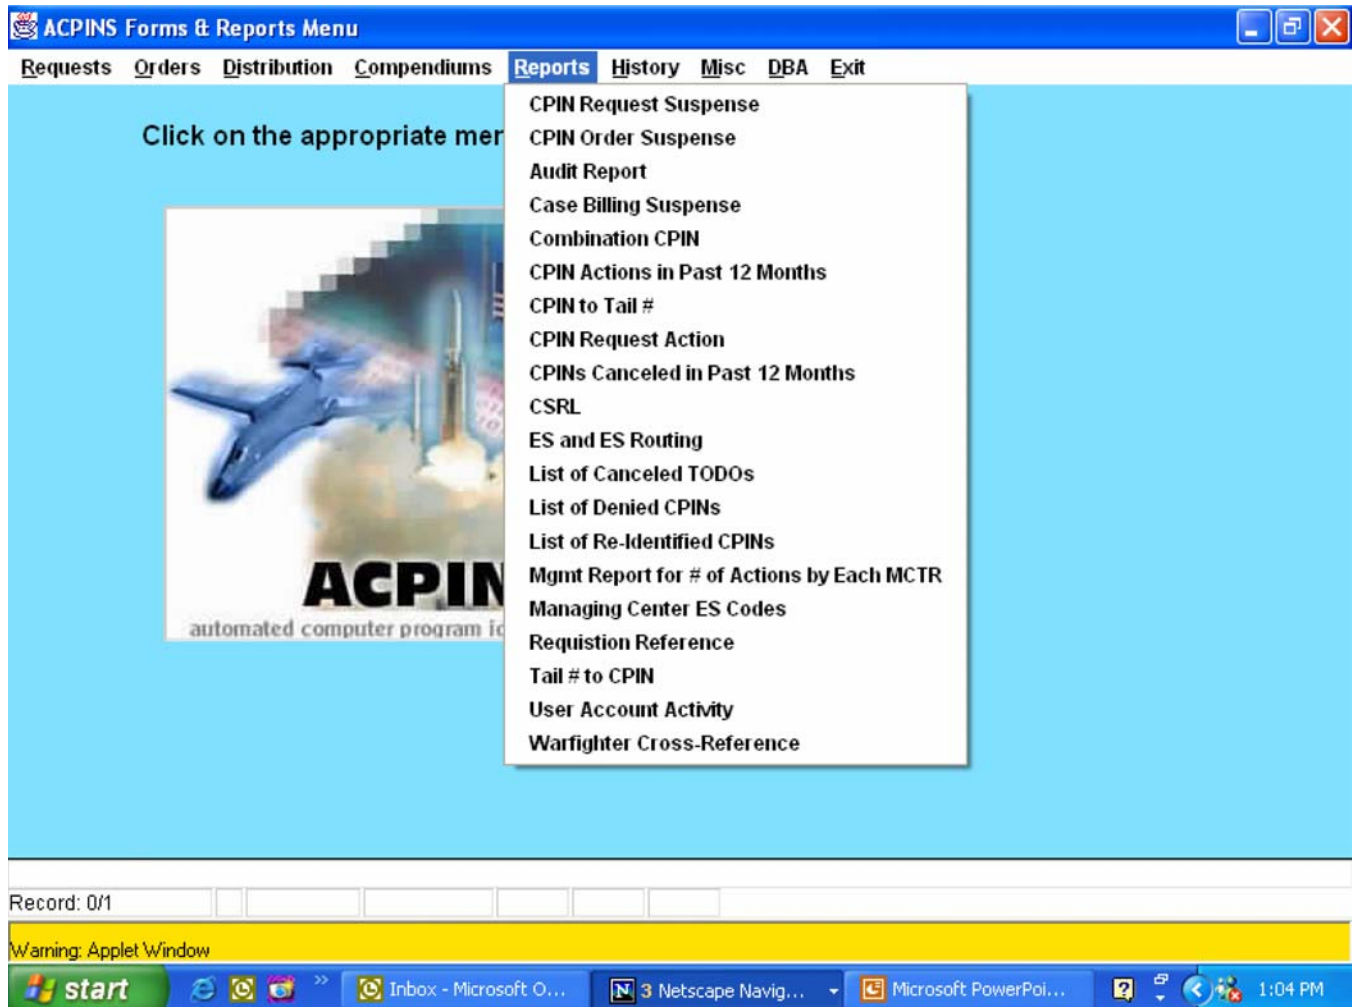 ACPINS Forms & Reports Menu
Requests Orders Distribution Compendiums Reports History Misc DBA Exit
Click on the appropriate
CPIN Request Suspense
CPIN Order Suspense
Audit Report
Case Billing Suspense
Combination CPIN
CPIN Actions in Past 12 Months
CPIN to Tail #
CPIN Request Action
CPINs Canceled in Past 12 Months
CSRL
ES and ES Routing
List of Canceled TODOs
List of Denied CPINs
List of Re-Identified CPINs
Mgmt Report for # of Actions by Each MCTR
Managing Center ES Codes
Requistion Reference
Tail # to CPIN
User Account Activity
Warfighter Cross-Reference
ACPIN
automated computer program
Record: 0/1
Warning: Applet Window
start Inbox - Microsoft O... 3 Netscape Navig... Microsoft PowerPoi... 1:04 PM